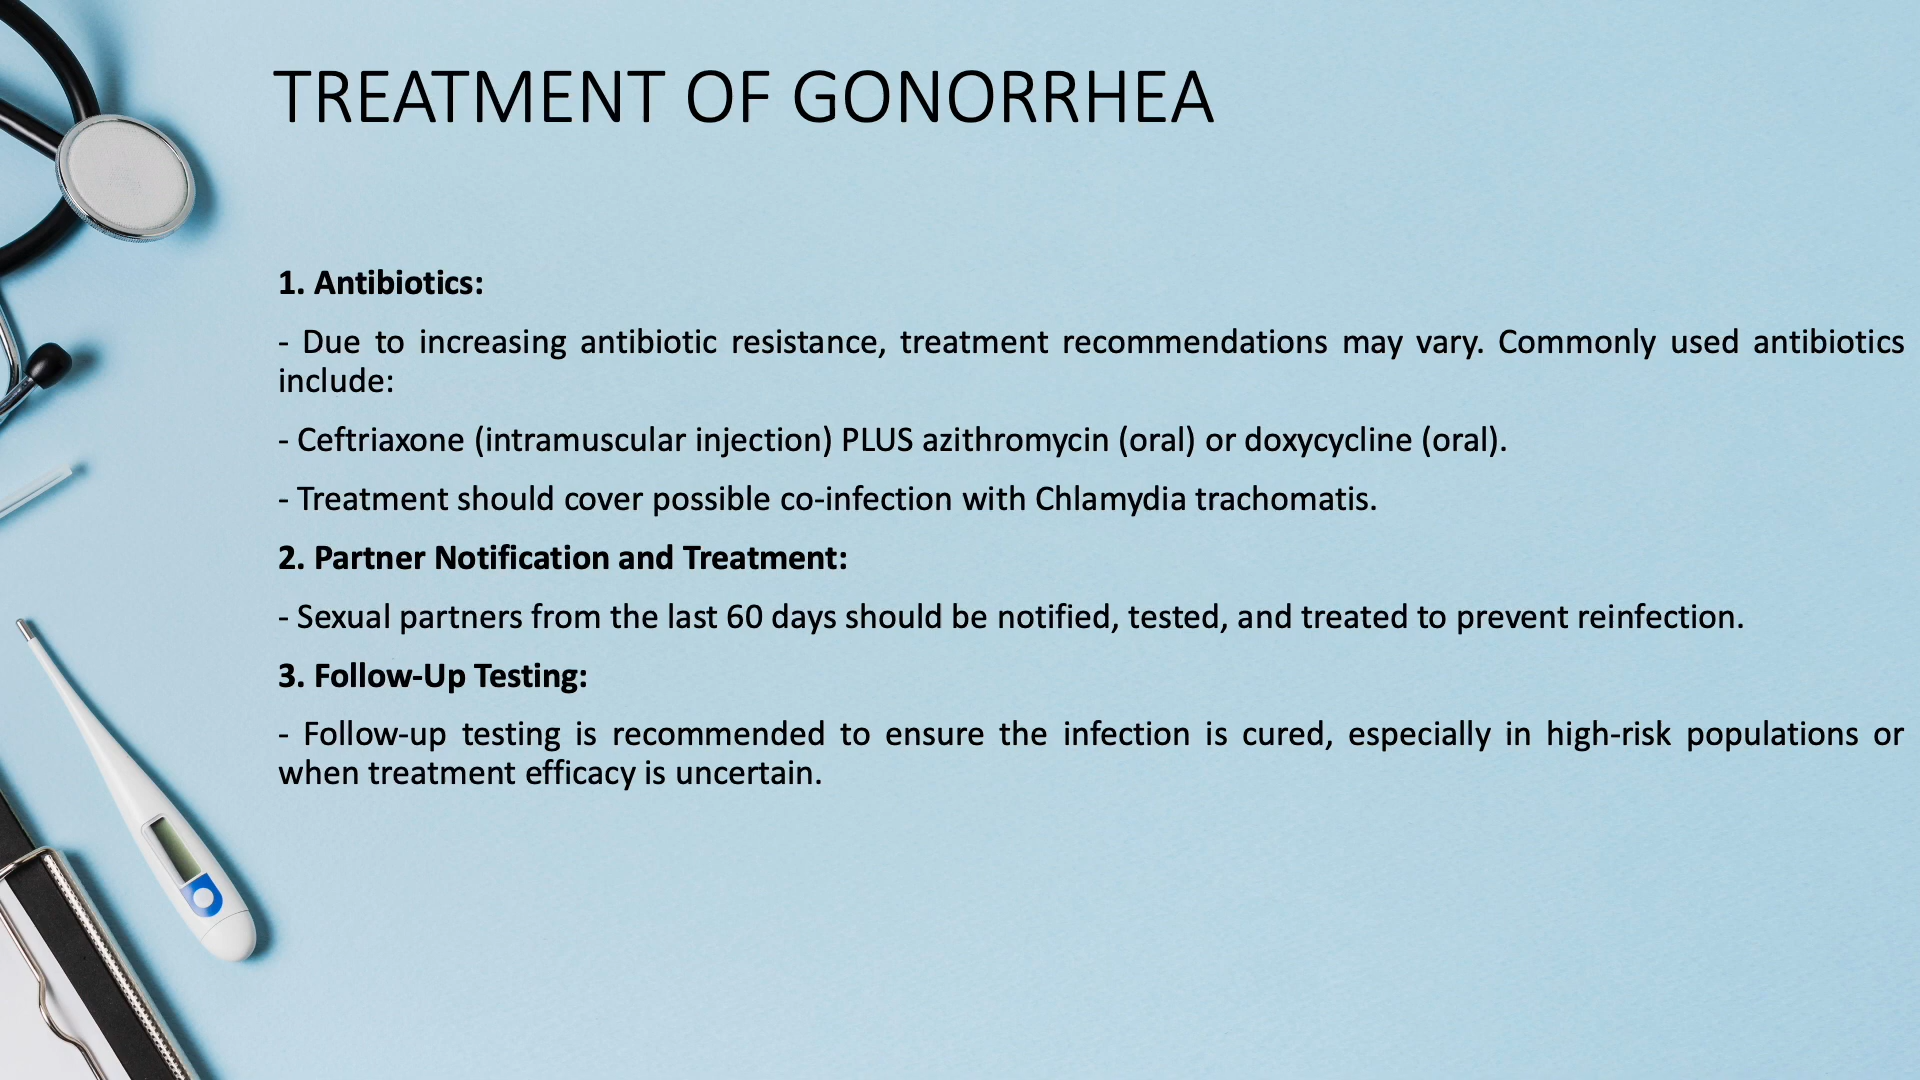 TREATMENT OF GONORRHEA
1. Antibiotics:
- Due to increasing antibiotic resistance, treatment recommendations may vary. Commonly used antibiotics
include:
- Ceftriaxone (intramuscular injection) PLUS azithromycin (oral) or doxycycline (oral).
- Treatment should cover possible co-infection with Chlamydia trachomatis.
2. Partner Notification and Treatment:
- Sexual partners from the last 60 days should be notified, tested, and treated to prevent reinfection.
3. Follow-Up Testing:
- Follow-up testing is recommended to ensure the infection is cured, especially in high-risk populations or
when treatment efficacy is uncertain.